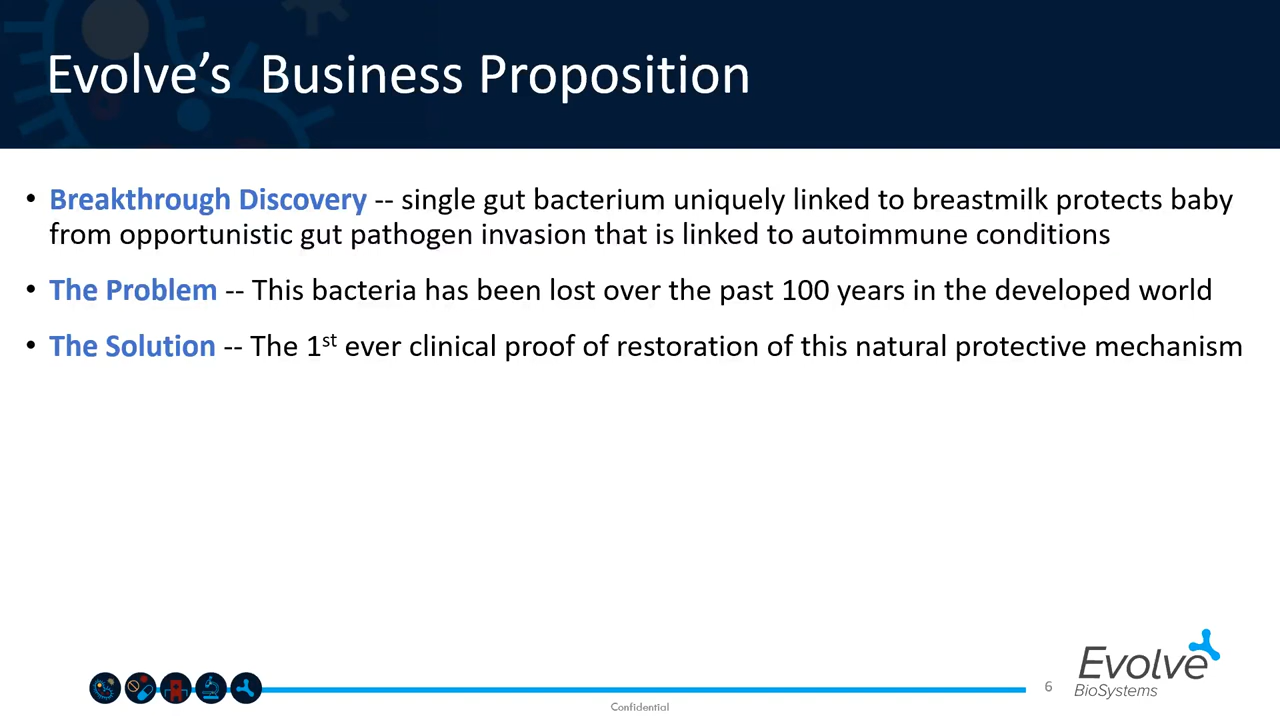 Evolve’s  Business Proposition
• Breakthrough Discovery -- single gut bacterium uniquely linked to breastmilk protects baby
from opportunistic gut pathogen invasion that is linked to autoimmune conditions
• The Problem -- This bacteria has been lost over the past 100 years in the developed world
• The Solution -- The 1st ever clinical proof of restoration of this natural protective mechanism
6
Evolve
BioSystems
Confidential